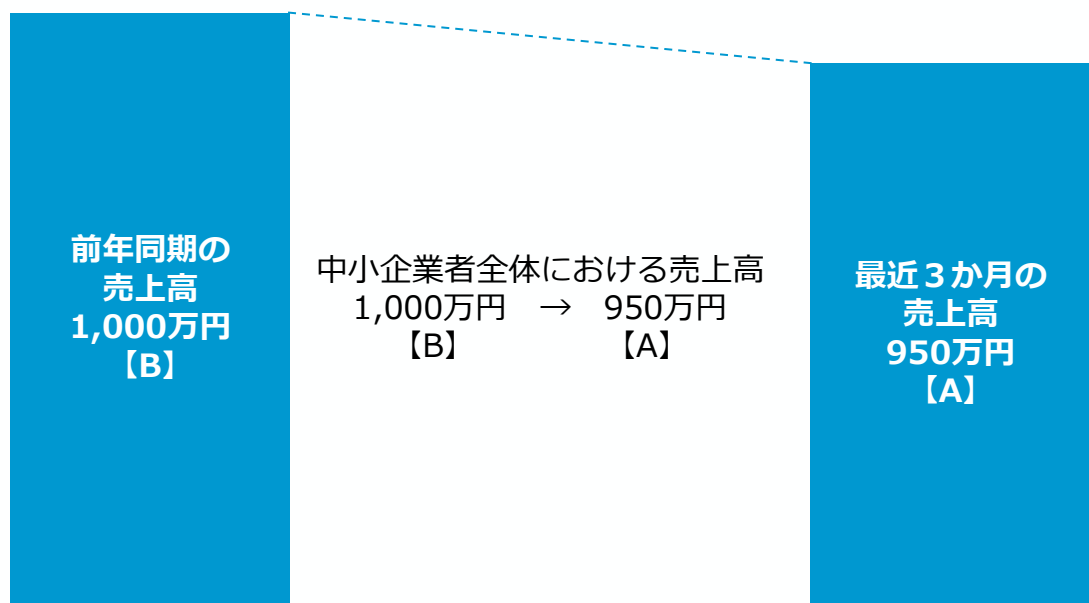 前年同期の
売上高
1,000万円
【B】
中小企業者全体における売上高
1,000万円　→　950万円
【B】　【A】
最近３か月の
売上高
950万円
【A】